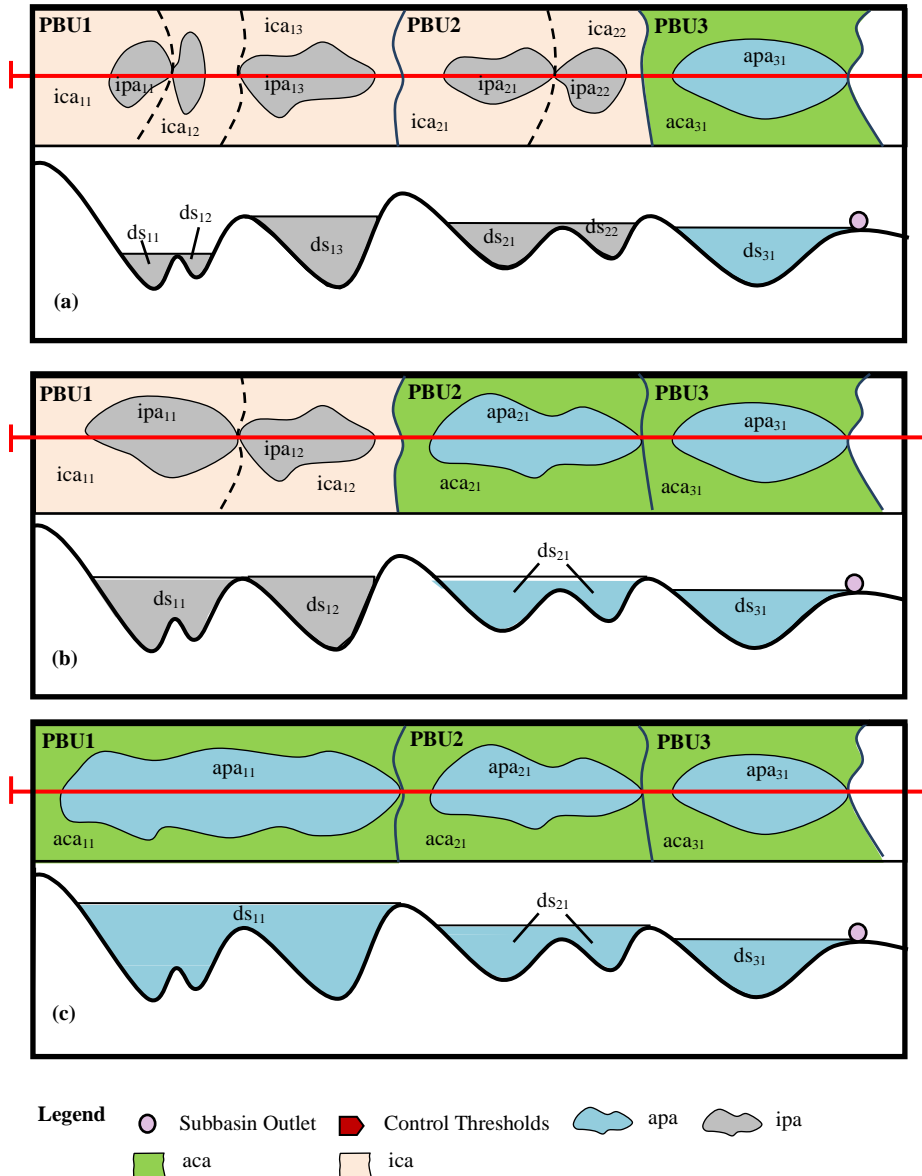 PBU1 ica₁₃ PBU2 ica₂₂ PBU3
apa₃₁
ipa₁₁ ipa₁₃ ipa₂₁ ipa₂₂
ica₁₁ ica₁₂ ica₂₁ aca₃₁
ds₁₁ ds₁₂ ds₁₃ ds₂₁ ds₂₂ ds₃₁
(a)
PBU1 PBU2 PBU3
ipa₁₁ apa₂₁ apa₃₁
ipa₁₂
ica₁₁ ica₁₂ aca₂₁ aca₃₁
ds₂₁
ds₁₁ ds₁₂ ds₃₁
(b)
PBU1 PBU2 PBU3
apa₁₁ apa₂₁ apa₃₁
aca₁₁ aca₂₁ aca₃₁
ds₁₁ ds₂₁
ds₃₁
(c)
Legend Subbasin Outlet Control Thresholds apa ipa
aca ica